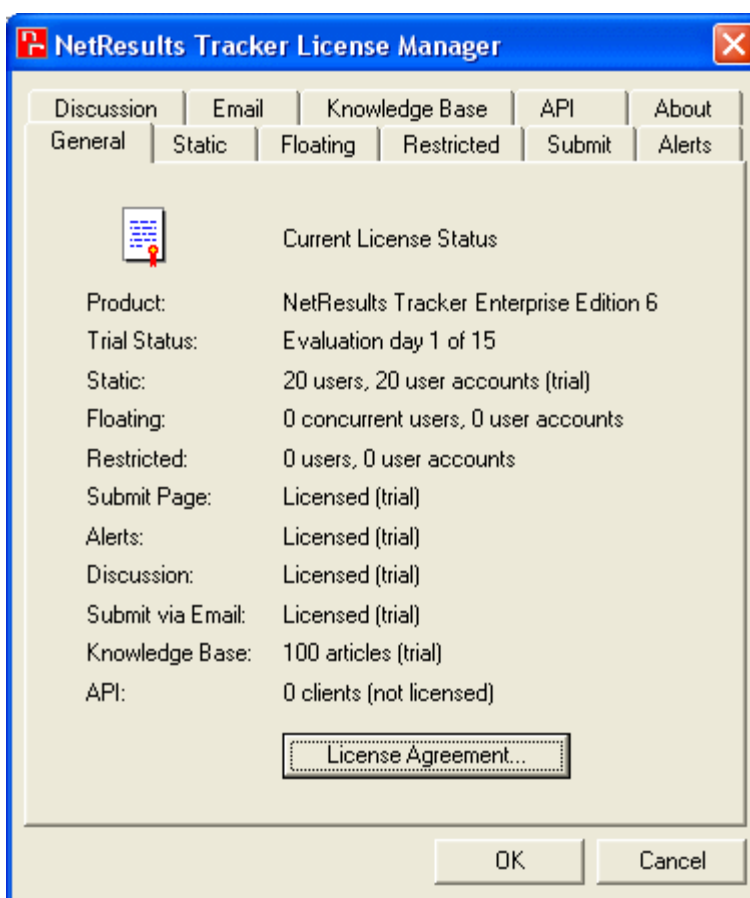 NetResults Tracker License Manager
Discussion Email Knowledge Base API About
General Static Floating Restricted Submit Alerts
Current License Status
Product: NetResults Tracker Enterprise Edition 6
Trial Status: Evaluation day 1 of 15
Static: 20 users, 20 user accounts (trial)
Floating: 0 concurrent users, 0 user accounts
Restricted: 0 users, 0 user accounts
Submit Page: Licensed (trial)
Alerts: Licensed (trial)
Discussion: Licensed (trial)
Submit via Email: Licensed (trial)
Knowledge Base: 100 articles (trial)
API: 0 clients (not licensed)
License Agreement...
OK Cancel